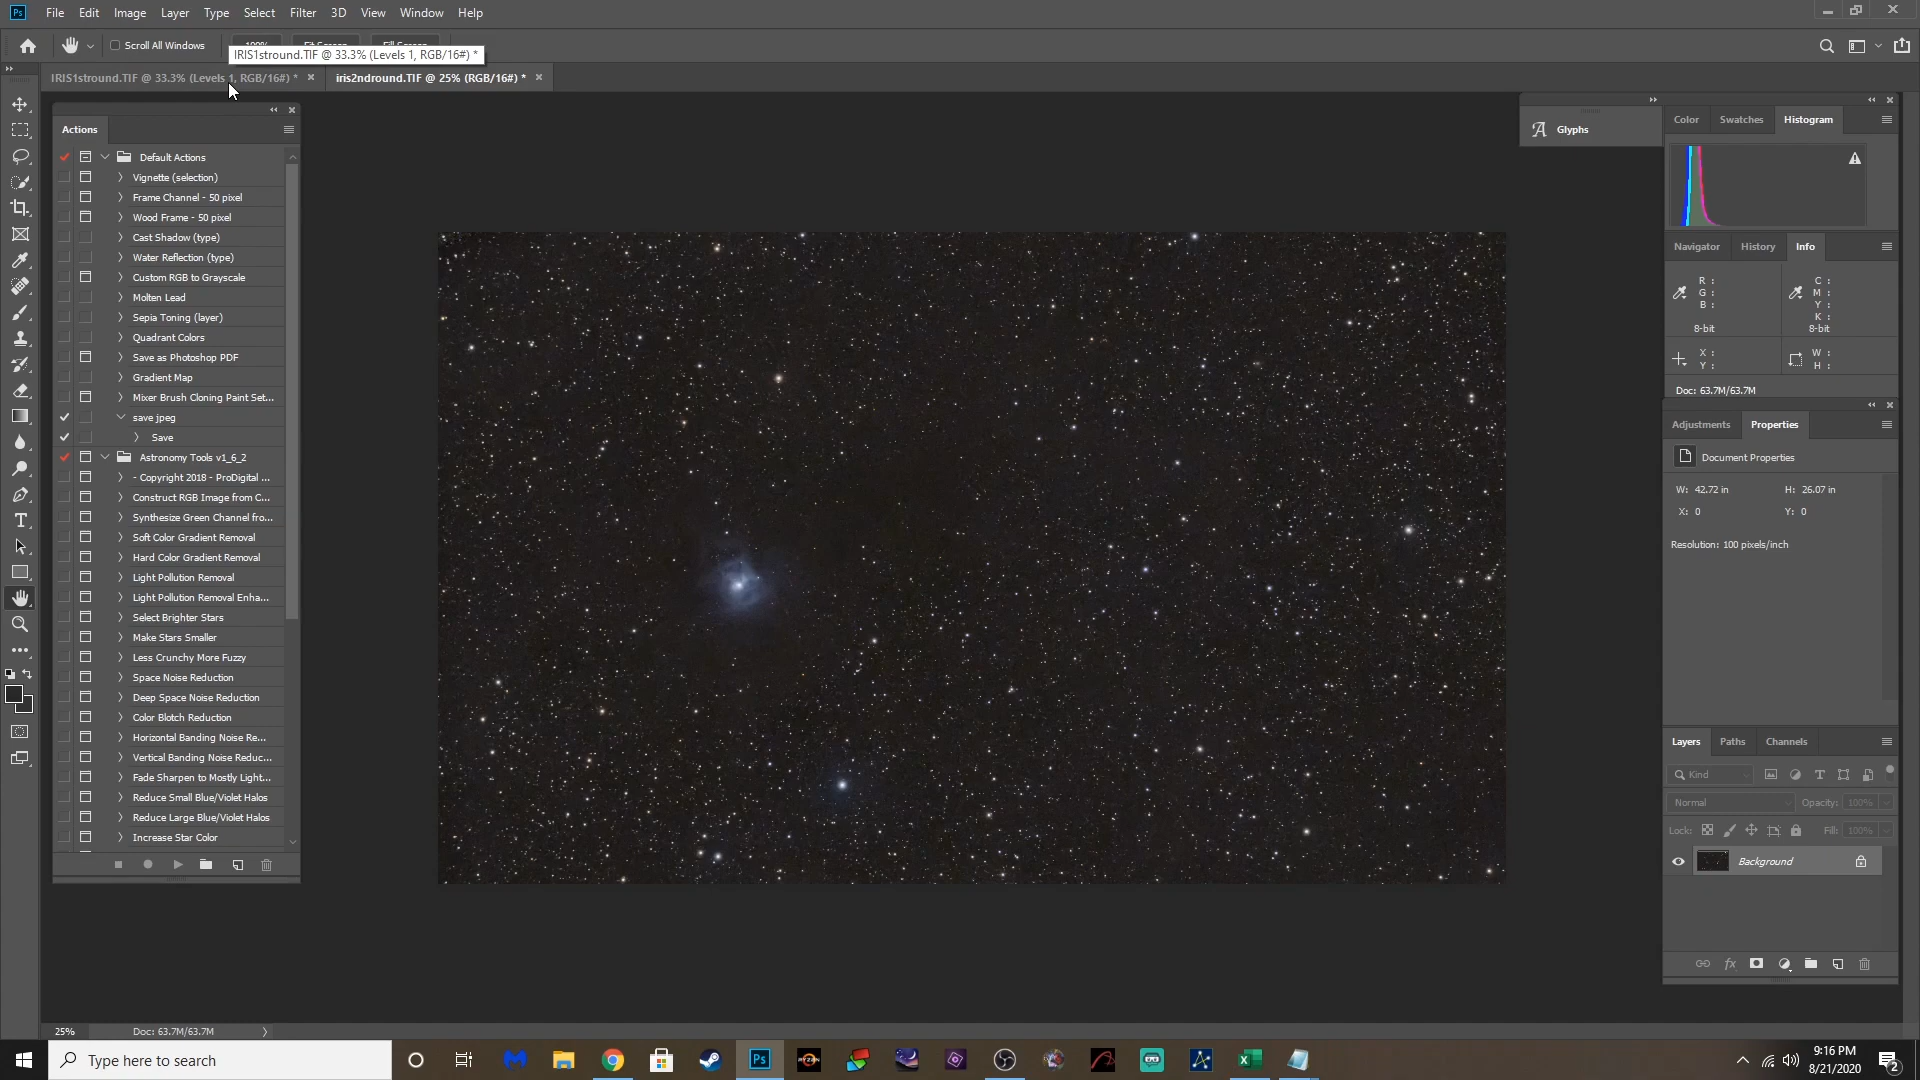 Ps File Edit Image Layer Type Select Filter 3D View Window Help
Scroll All Windows 100% Fit Screen Fill Screen
IRIS1stround.TIF @ 33.3% (Levels 1, RGB/16#) *
IRIS1stround.TIF @ 33.3% (Levels 1, RGB/16#) * × iris2ndround.TIF @ 25% (RGB/16#) * ×
Actions
Default Actions
Vignette (selection)
Frame Channel - 50 pixel
Wood Frame - 50 pixel
Cast Shadow (type)
Water Reflection (type)
Custom RGB to Grayscale
Molten Lead
Sepia Toning (layer)
Quadrant Colors
Save as Photoshop PDF
Gradient Map
Mixer Brush Cloning Paint Set...
save jpeg
Save
Astronomy Tools v1_6_2
- Copyright 2018 - ProDigital ...
Construct RGB Image from C...
Synthesize Green Channel fro...
Soft Color Gradient Removal
Hard Color Gradient Removal
Light Pollution Removal
Light Pollution Removal Enha...
Select Brighter Stars
Make Stars Smaller
Less Crunchy More Fuzzy
Space Noise Reduction
Deep Space Noise Reduction
Color Blotch Reduction
Horizontal Banding Noise Re...
Vertical Banding Noise Reduc...
Fade Sharpen to Mostly Light...
Reduce Small Blue/Violet Halos
Reduce Large Blue/Violet Halos
Increase Star Color
Glyphs
Color Swatches Histogram
Navigator History Info
R : C :
G : M :
B : Y :
K :
8-bit 8-bit
X : W :
Y : H :
Doc: 63.7M/63.7M
Adjustments Properties
Document Properties
W: 42.72 in H: 26.07 in
X: 0 Y: 0
Resolution: 100 pixels/inch
Layers Paths Channels
Kind
Normal Opacity: 100%
Lock: Fill: 100%
Background
25% Doc: 63.7M/63.7M
Type here to search
Ps
RYZEN
9:16 PM
8/21/2020
2